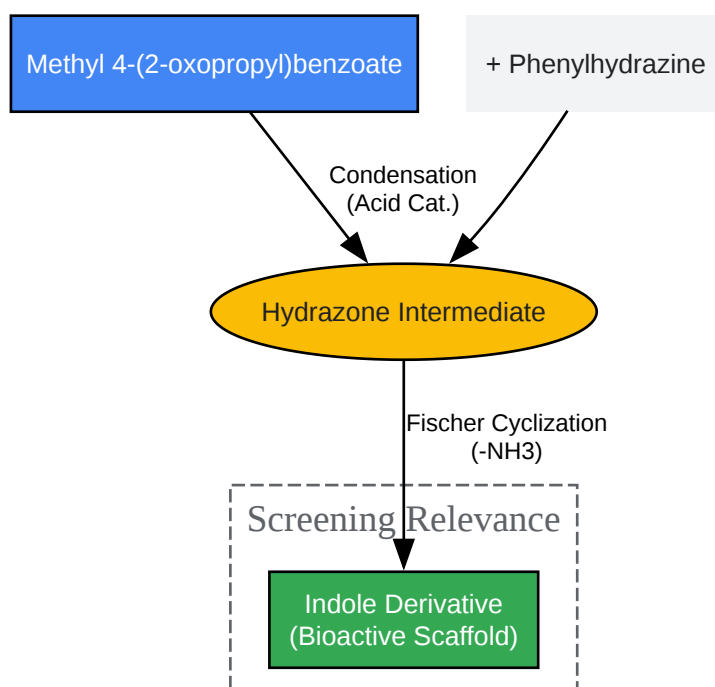 Methyl 4-(2-oxopropyl)benzoate
+ Phenylhydrazine
Condensation
(Acid Cat.)
Hydrazone Intermediate
Fischer Cyclization
(-NH3)
Screening Relevance
Indole Derivative
(Bioactive Scaffold)